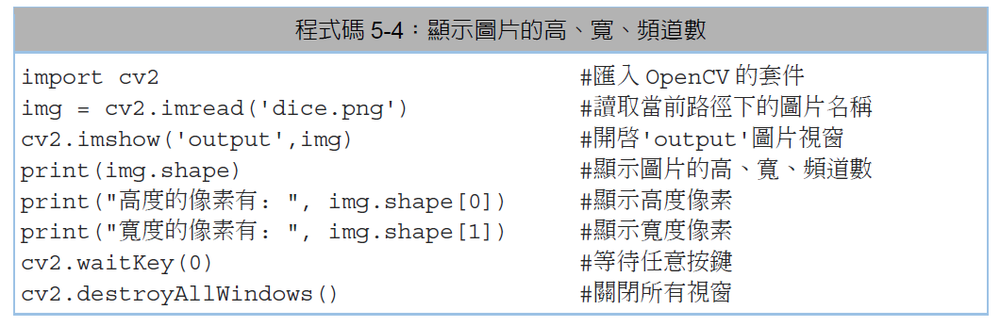 程式碼 5-4：顯示圖片的高、寬、頻道數
import cv2 #匯入 OpenCV 的套件
img = cv2.imread('dice.png') #讀取當前路徑下的圖片名稱
cv2.imshow('output',img) #開啓'output'圖片視窗
print(img.shape) #顯示圖片的高、寬、頻道數
print("高度的像素有: ", img.shape[0]) #顯示高度像素
print("寬度的像素有: ", img.shape[1]) #顯示寬度像素
cv2.waitKey(0) #等待任意按鍵
cv2.destroyAllWindows() #關閉所有視窗